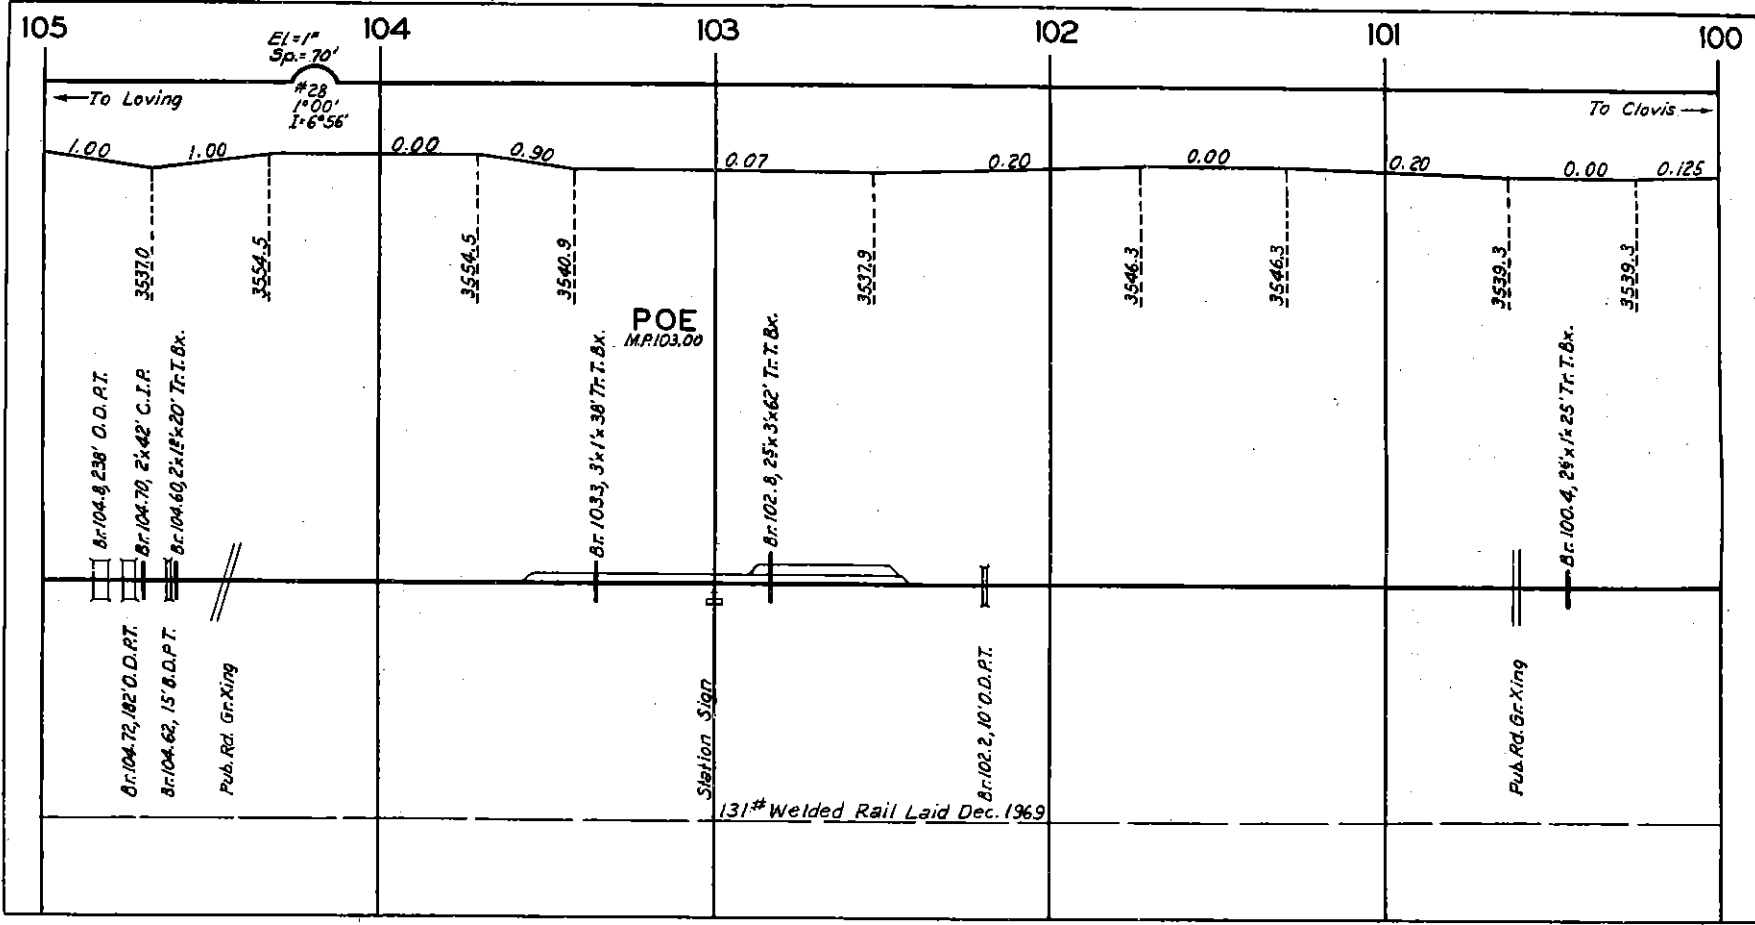 105 104 103 102 101 100
El=1"
Sp.=70'
#28
1°00'
I=6°56'
←To Loving
To Clovis→
1.00 1.00 0.00 0.90 0.07 0.20 0.00 0.20 0.00 0.125
3537.0
3554.5
3554.5
3540.9
3537.9
3546.3
3546.3
3539.3
3539.3
POE
M.P.103.00
Br.104.8, 238' O.D.P.T.
Br.104.70, 2'x42' C.I.P.
Br.104.60, 2'x18"x20' Tr.T.Bx.
Br.103.3, 3'x1'x38' Tr.T.Bx.
Br.102.8, 25'x3'x62' Tr.T.Bx.
Br.100.4, 26'x1'x25' Tr.T.Bx.
Br.104.72, 182' O.D.P.T.
Br.104.62, 15' B.D.P.T.
Pub. Rd. Gr. Xing
Station Sign
Br.102.2, 10' O.D.P.T.
Pub. Rd. Gr. Xing
131# Welded Rail Laid Dec. 1969